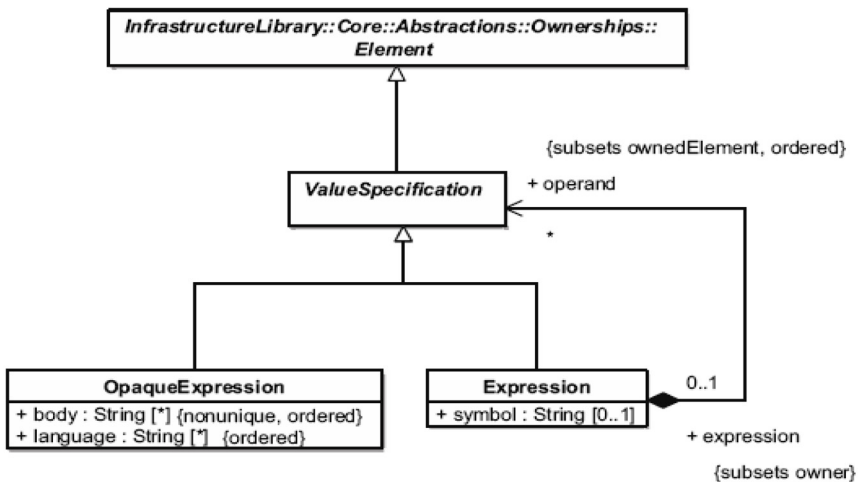 InfrastructureLibrary::Core::Abstractions::Ownerships::
Element
{subsets ownedElement, ordered}
ValueSpecification
+ operand
*
OpaqueExpression
+ body : String [*] {nonunique, ordered}
+ language : String [*] {ordered}
Expression
+ symbol : String [0..1]
0..1
+ expression
{subsets owner}